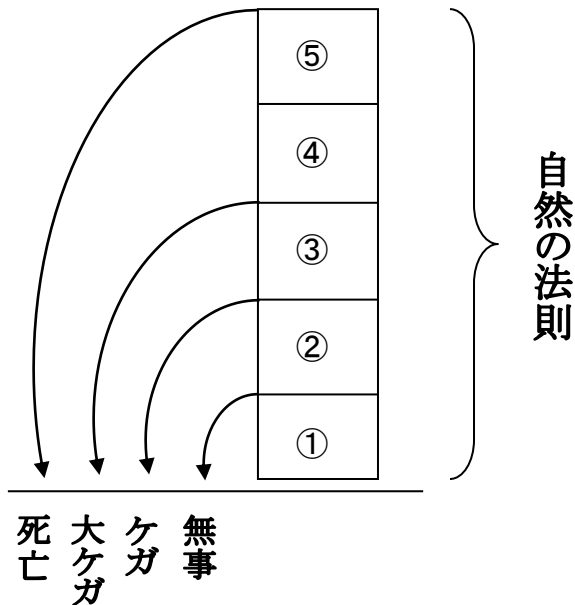 ⑤
④
③
②
①
自然の法則
無事
ケガ
大ケガ
死亡